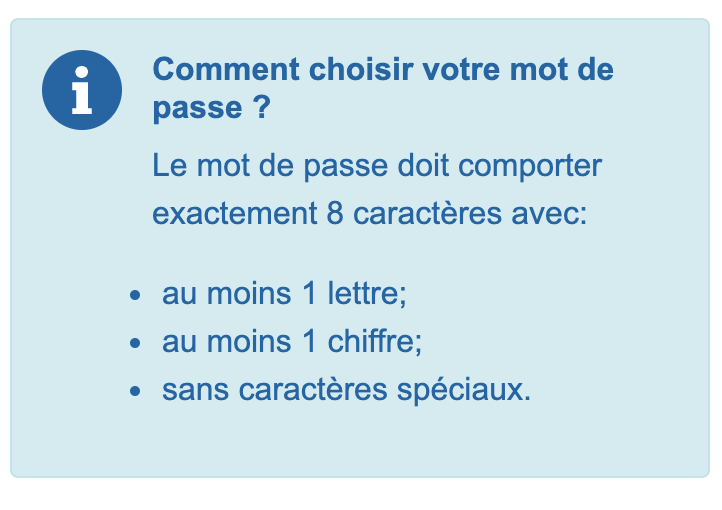 Comment choisir votre mot de
passe ?
Le mot de passe doit comporter
exactement 8 caractères avec:
• au moins 1 lettre;
• au moins 1 chiffre;
• sans caractères spéciaux.